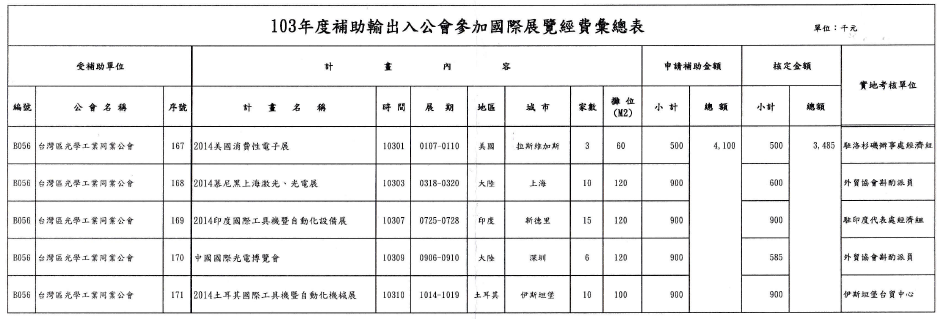 103年度補助輸出入公會參加國際展覽經費彙總表 單位：千元
受補助單位 計畫內容 申請補助金額 核定金額 實地考核單位
編號 公會名稱 序號 計畫名稱 時間 展期 地區 城市 家數 攤位(M2) 小計 總額 小計 總額
B056 台灣區光學工業同業公會 167 2014美國消費性電子展 10301 0107-0110 美國 拉斯維加斯 3 60 500 4,100 500 3,485 駐洛杉磯辦事處經濟組
B056 台灣區光學工業同業公會 168 2014慕尼黑上海激光、光電展 10303 0318-0320 大陸 上海 10 120 900 600 外貿協會斟酌派員
B056 台灣區光學工業同業公會 169 2014印度國際工具機暨自動化設備展 10307 0725-0728 印度 新德里 15 120 900 900 駐印度代表處經濟組
B056 台灣區光學工業同業公會 170 中國國際光電博覽會 10309 0906-0910 大陸 深圳 6 120 900 585 外貿協會斟酌派員
B056 台灣區光學工業同業公會 171 2014土耳其國際工具機暨自動化機械展 10310 1014-1019 土耳其 伊斯坦堡 10 100 900 900 伊斯坦堡台貿中心